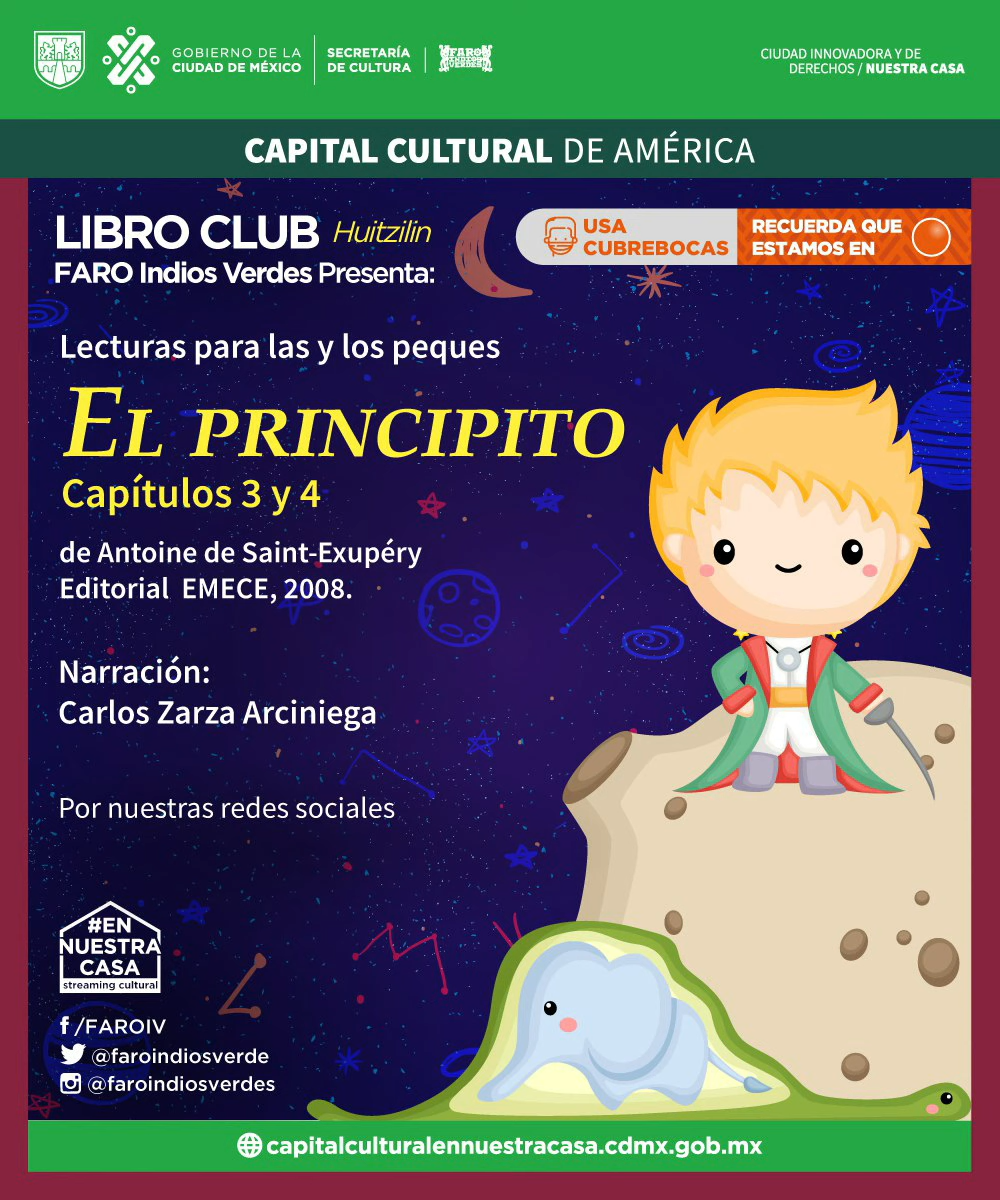 GOBIERNO DE LA
CIUDAD DE MÉXICO
SECRETARÍA
DE CULTURA
FARO
CIUDAD INNOVADORA Y DE
DERECHOS / NUESTRA CASA
CAPITAL CULTURAL DE AMÉRICA
LIBRO CLUB Huitzilin
FARO Indios Verdes Presenta:
USA
CUBREBOCAS
RECUERDA QUE
ESTAMOS EN
Lecturas para las y los peques
EL PRINCIPITO
Capítulos 3 y 4
de Antoine de Saint-Exupéry
Editorial EMECE, 2008.
Narración:
Carlos Zarza Arciniega
Por nuestras redes sociales
#EN
NUESTRA
CASA
streaming cultural
f /FAROIV
@faroindiosverde
@faroindiosverdes
capitalculturalennuestracasa.cdmx.gob.mx